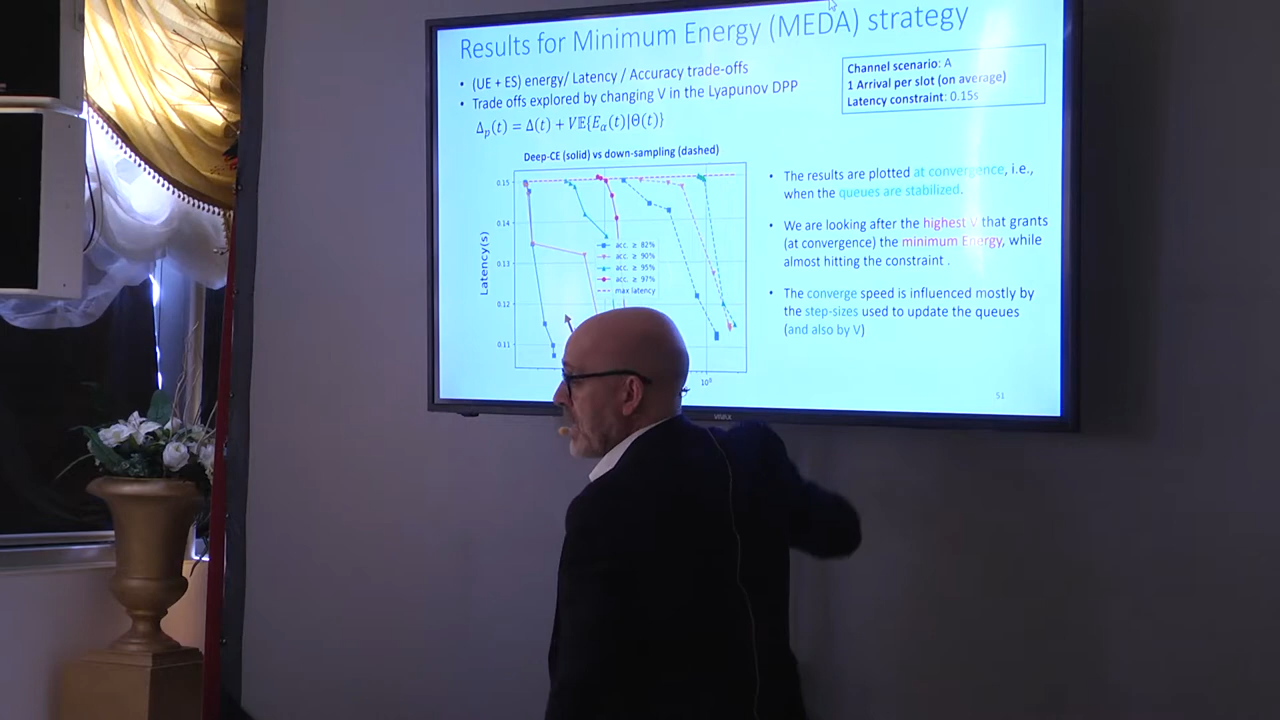 Results for Minimum Energy (MEDA) strategy
• (UE + ES) energy/ Latency / Accuracy trade-offs
• Trade offs explored by changing V in the Lyapunov DPP
Δp(t) = Δ(t) + V𝔼{Eα(t)|Θ(t)}
Channel scenario: A
1 Arrival per slot (on average)
Latency constraint: 0.15s
Deep-CE (solid) vs down-sampling (dashed)
Latency(s)
0.15
0.14
0.13
0.12
0.11
acc. ≥ 82%
acc. ≥ 90%
acc. ≥ 95%
acc. ≥ 97%
max latency
• The results are plotted at convergence, i.e.,
when the queues are stabilized.
• We are looking after the highest V that grants
(at convergence) the minimum Energy, while
almost hitting the constraint .
• The converge speed is influenced mostly by
the step-sizes used to update the queues
(and also by V)
51
VIVAX